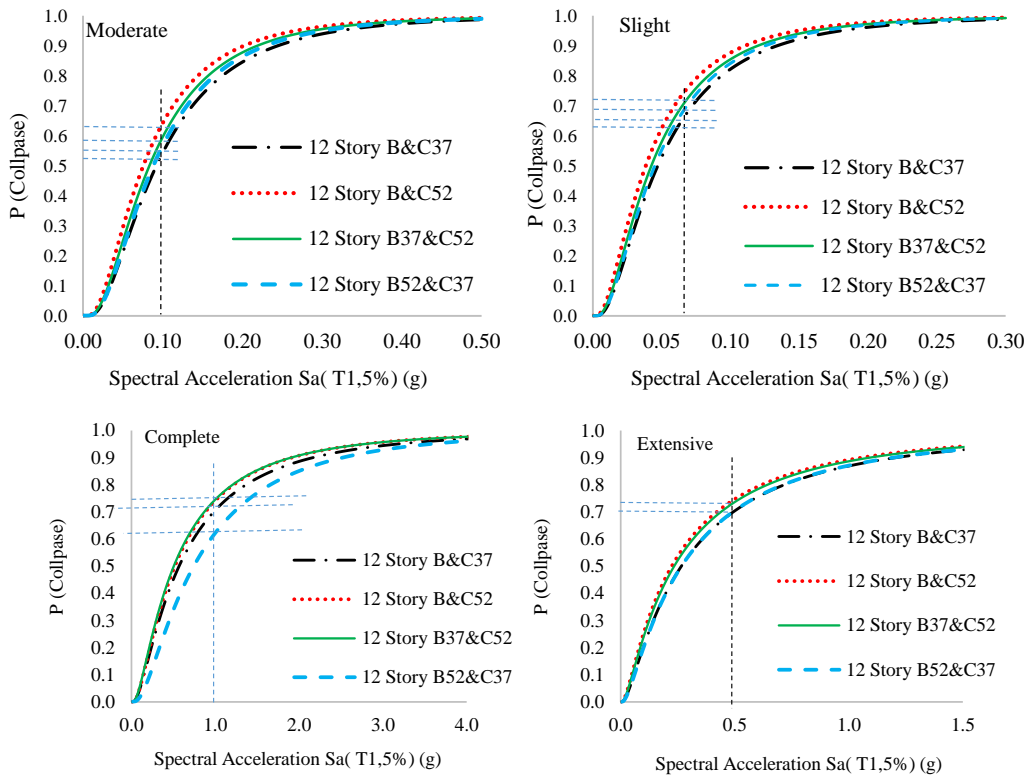 Moderate
P (Collpase)
1.0
0.9
0.8
0.7
0.6
0.5
0.4
0.3
0.2
0.1
0.0
12 Story B&C37
12 Story B&C52
12 Story B37&C52
12 Story B52&C37
0.00 0.10 0.20 0.30 0.40 0.50
Spectral Acceleration Sa( T1,5%) (g)
Slight
P (Collpase)
1.0
0.9
0.8
0.7
0.6
0.5
0.4
0.3
0.2
0.1
0.0
12 Story B&C37
12 Story B&C52
12 Story B37&C52
12 Story B52&C37
0.00 0.05 0.10 0.15 0.20 0.25 0.30
Spectral Acceleration Sa( T1,5%) (g)
Complete
P (Collpase)
1.0
0.9
0.8
0.7
0.6
0.5
0.4
0.3
0.2
0.1
0.0
12 Story B&C37
12 Story B&C52
12 Story B37&C52
12 Story B52&C37
0.0 1.0 2.0 3.0 4.0
Spectral Acceleration Sa( T1,5%) (g)
Extensive
P (Collpase)
1.0
0.9
0.8
0.7
0.6
0.5
0.4
0.3
0.2
0.1
0.0
12 Story B&C37
12 Story B&C52
12 Story B37&C52
12 Story B52&C37
0.0 0.5 1.0 1.5
Spectral Acceleration Sa( T1,5%) (g)